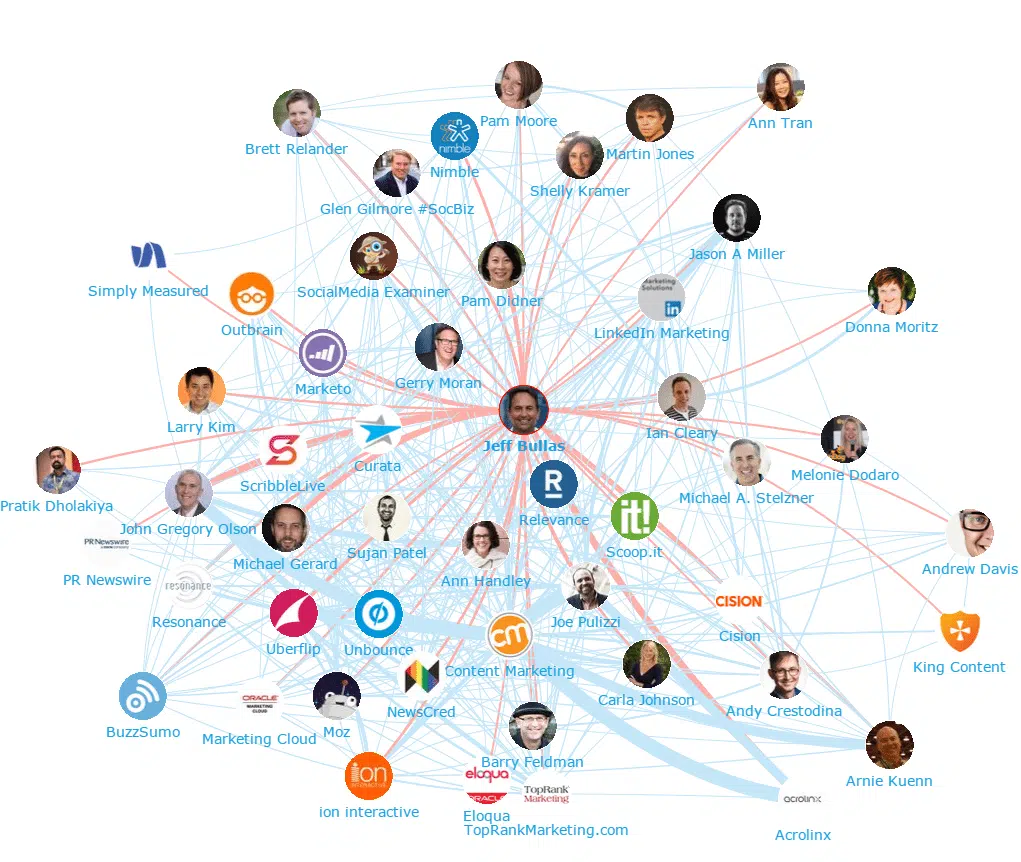 Pam Moore
Ann Tran
Brett Relander
nimble
Nimble
Martin Jones
Shelly Kramer
Glen Gilmore #SocBiz
Jason A Miller
Simply Measured
SocialMedia Examiner
Pam Didner
Marketing
Solutions
in
LinkedIn Marketing
Outbrain
Donna Moritz
Marketo
Gerry Moran
Larry Kim
Jeff Bullas
Ian Cleary
Curata
ScribbleLive
Melonie Dodaro
Michael A. Stelzner
Pratik Dholakiya
John Gregory Olson
R
Relevance
it!
Scoop.it
PR Newswire
PR Newswire
Michael Gerard
Sujan Patel
Ann Handley
Andrew Davis
resonance
Resonance
Joe Pulizzi
CISION
Cision
Uberflip
Unbounce
cm
Content Marketing
King Content
BuzzSumo
ORACLE
MARKETING
CLOUD
Marketing Cloud
Moz
NewsCred
Carla Johnson
Andy Crestodina
Barry Feldman
Arnie Kuenn
ion
INTERACTIVE
ion interactive
eloqua
ORACLE
Eloqua
TopRank
Marketing
TopRankMarketing.com
acrolinx
Acrolinx